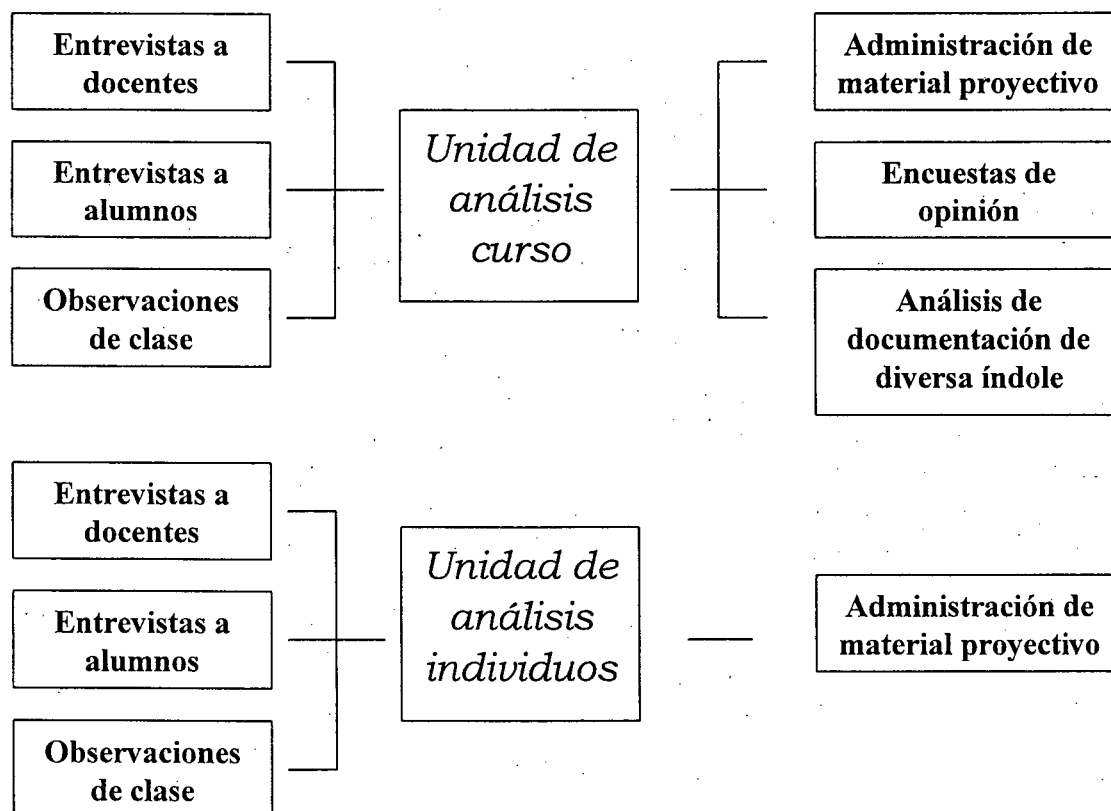 Entrevistas a
docentes
Entrevistas a
alumnos
Observaciones
de clase
Unidad de
análisis
curso
Administración de
material proyectivo
Encuestas de
opinión
Análisis de
documentación de
diversa índole
Entrevistas a
docentes
Entrevistas a
alumnos
Observaciones
de clase
Unidad de
análisis
individuos
Administración de
material proyectivo